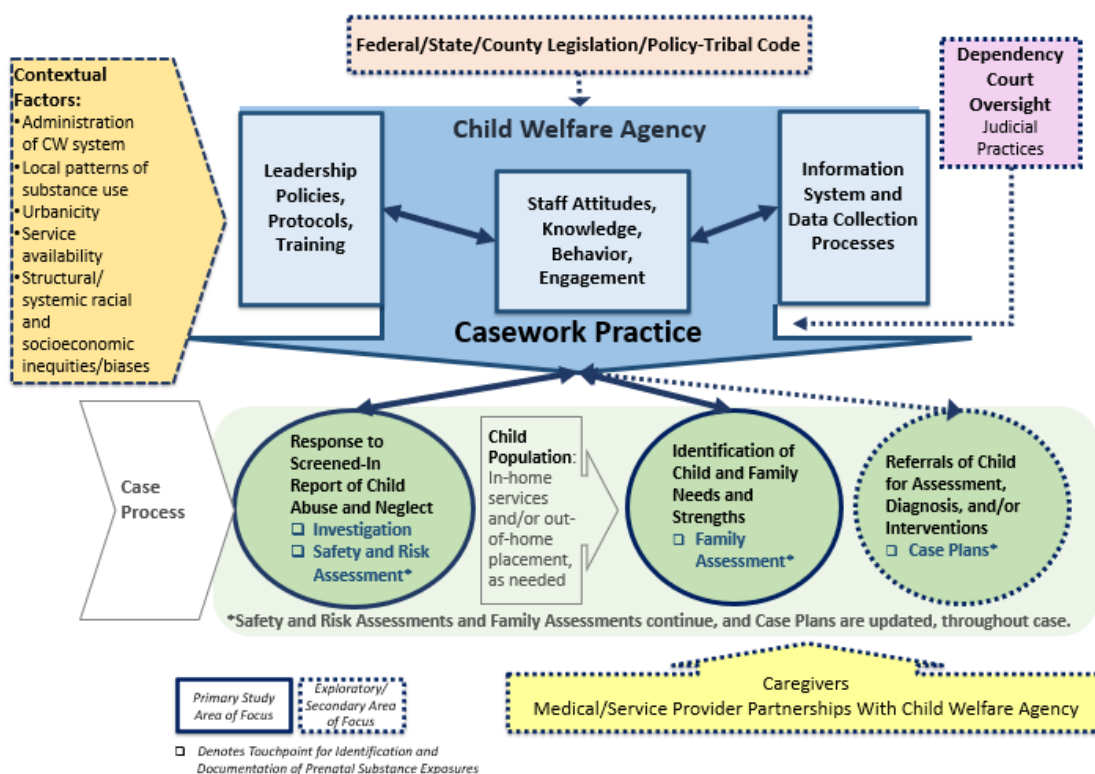 Federal/State/County Legislation/Policy-Tribal Code
Contextual
Factors:
•Administration
of CW system
•Local patterns of
substance use
•Urbanicity
•Service
availability
•Structural/
systemic racial
and
socioeconomic
inequities/biases
Dependency
Court
Oversight
Judicial
Practices
Child Welfare Agency
Leadership
Policies,
Protocols,
Training
Staff Attitudes,
Knowledge,
Behavior,
Engagement
Information
System and
Data Collection
Processes
Casework Practice
Case
Process
Response to
Screened-In
Report of Child
Abuse and Neglect
❑ Investigation
❑ Safety and Risk
Assessment*
Child
Population:
In-home
services
and/or out-
of-home
placement,
as needed
Identification of
Child and Family
Needs and
Strengths
❑ Family
Assessment*
Referrals of Child
for Assessment,
Diagnosis, and/or
Interventions
❑ Case Plans*
*Safety and Risk Assessments and Family Assessments continue, and Case Plans are updated, throughout case.
Caregivers
Medical/Service Provider Partnerships With Child Welfare Agency
Primary Study
Area of Focus
Exploratory/
Secondary Area
of Focus
❑ Denotes Touchpoint for Identification and
Documentation of Prenatal Substance Exposures